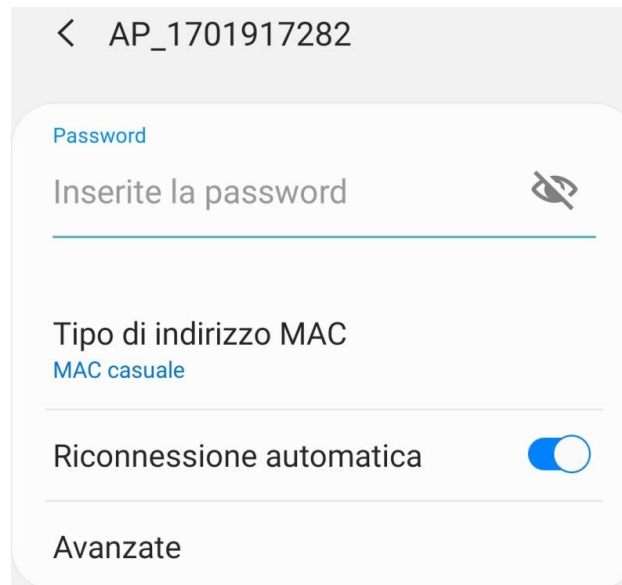 AP_1701917282
Password
Inserite la password
Tipo di indirizzo MAC
MAC casuale
Riconnessione automatica
Avanzate